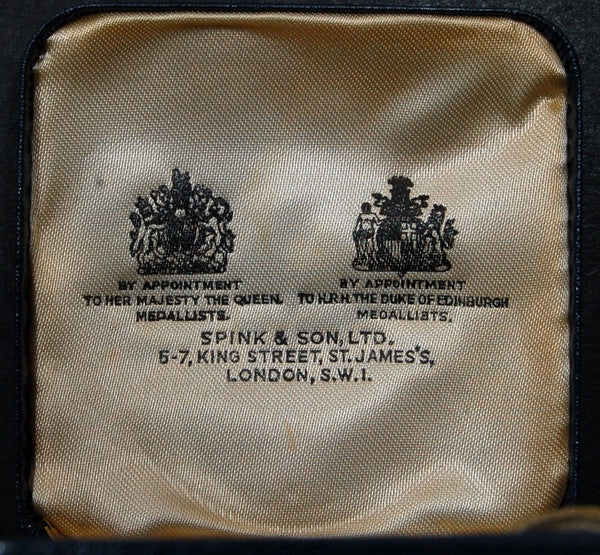 BY APPOINTMENT
TO HER MAJESTY THE QUEEN.
MEDALLISTS.
BY APPOINTMENT
TO H.R.H. THE DUKE OF EDINBURGH
MEDALLISTS.
SPINK & SON, LTD.
5-7, KING STREET, ST. JAMES'S,
LONDON, S.W.1.